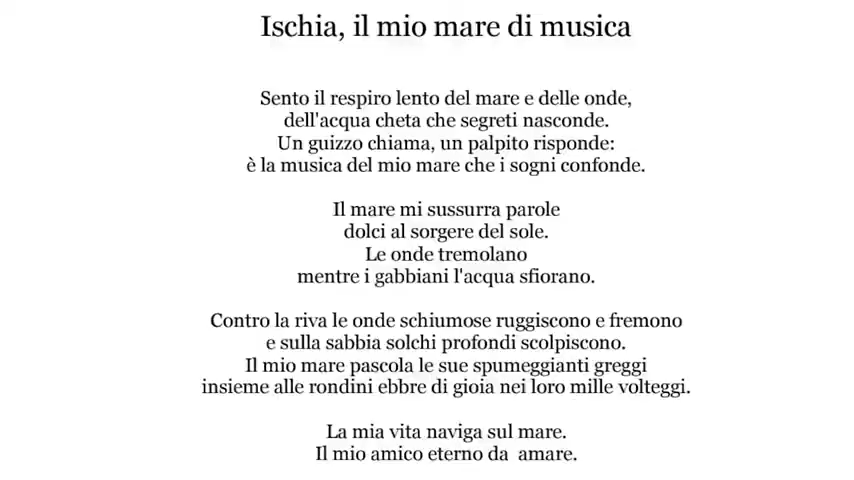 Ischia, il mio mare di musica
Sento il respiro lento del mare e delle onde,
dell'acqua cheta che segreti nasconde.
Un guizzo chiama, un palpito risponde:
è la musica del mio mare che i sogni confonde.
Il mare mi sussurra parole
dolci al sorgere del sole.
Le onde tremolano
mentre i gabbiani l'acqua sfiorano.
Contro la riva le onde schiumose ruggiscono e fremono
e sulla sabbia solchi profondi scolpiscono.
Il mio mare pascola le sue spumeggianti greggi
insieme alle rondini ebbre di gioia nei loro mille volteggi.
La mia vita naviga sul mare.
Il mio amico eterno da  amare.